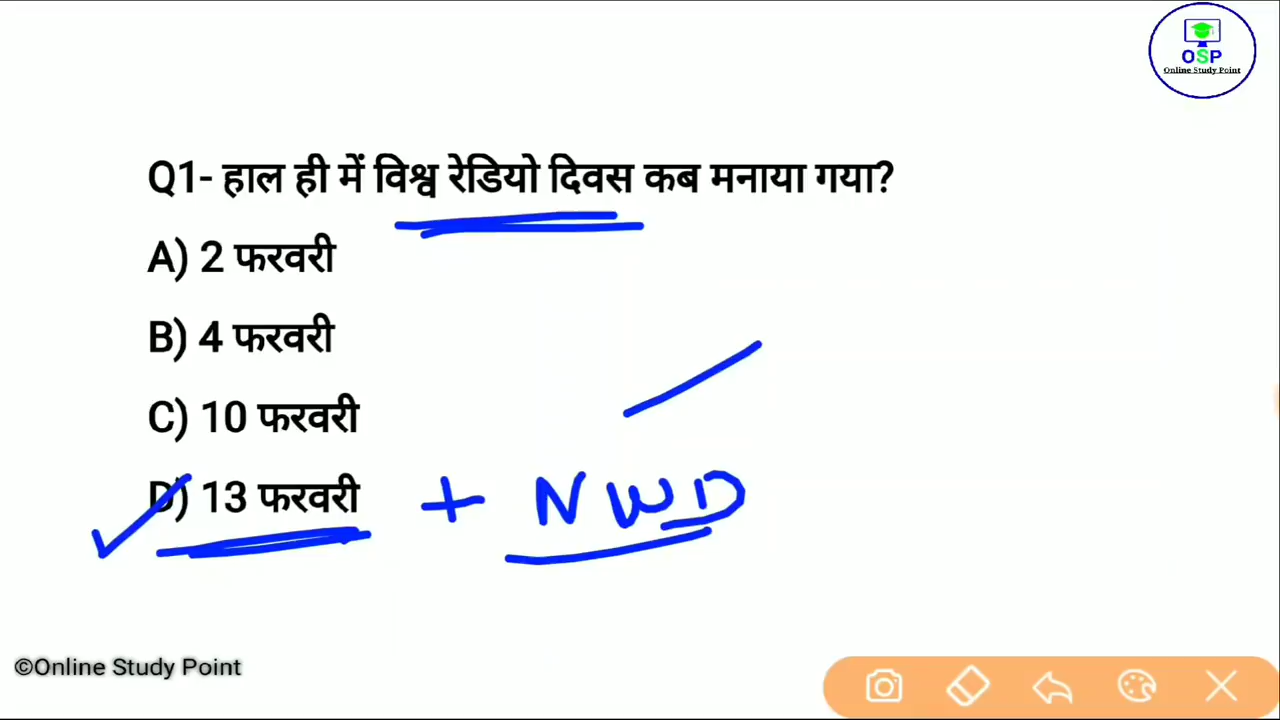 OSP
Online Study Point
Q1- हाल ही में विश्व रेडियो दिवस कब मनाया गया?
A) 2 फरवरी
B) 4 फरवरी
C) 10 फरवरी
D) 13 फरवरी + NWD
©Online Study Point